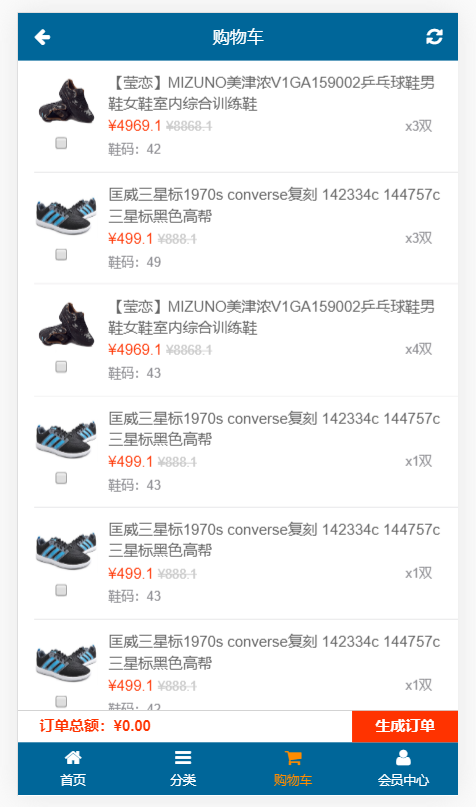 购物车
【莹恋】MIZUNO美津浓V1GA159002乒乓球鞋男
鞋女鞋室内综合训练鞋
¥4969.1 ¥8868.1 x3双
鞋码：42
匡威三星标1970s converse复刻 142334c 144757c
三星标黑色高帮
¥499.1 ¥888.1 x3双
鞋码：49
【莹恋】MIZUNO美津浓V1GA159002乒乓球鞋男
鞋女鞋室内综合训练鞋
¥4969.1 ¥8868.1 x4双
鞋码：43
匡威三星标1970s converse复刻 142334c 144757c
三星标黑色高帮
¥499.1 ¥888.1 x1双
鞋码：43
匡威三星标1970s converse复刻 142334c 144757c
三星标黑色高帮
¥499.1 ¥888.1 x1双
鞋码：43
匡威三星标1970s converse复刻 142334c 144757c
三星标黑色高帮
¥499.1 ¥888.1 x1双
鞋码：42
订单总额：¥0.00 生成订单
首页 分类 购物车 会员中心